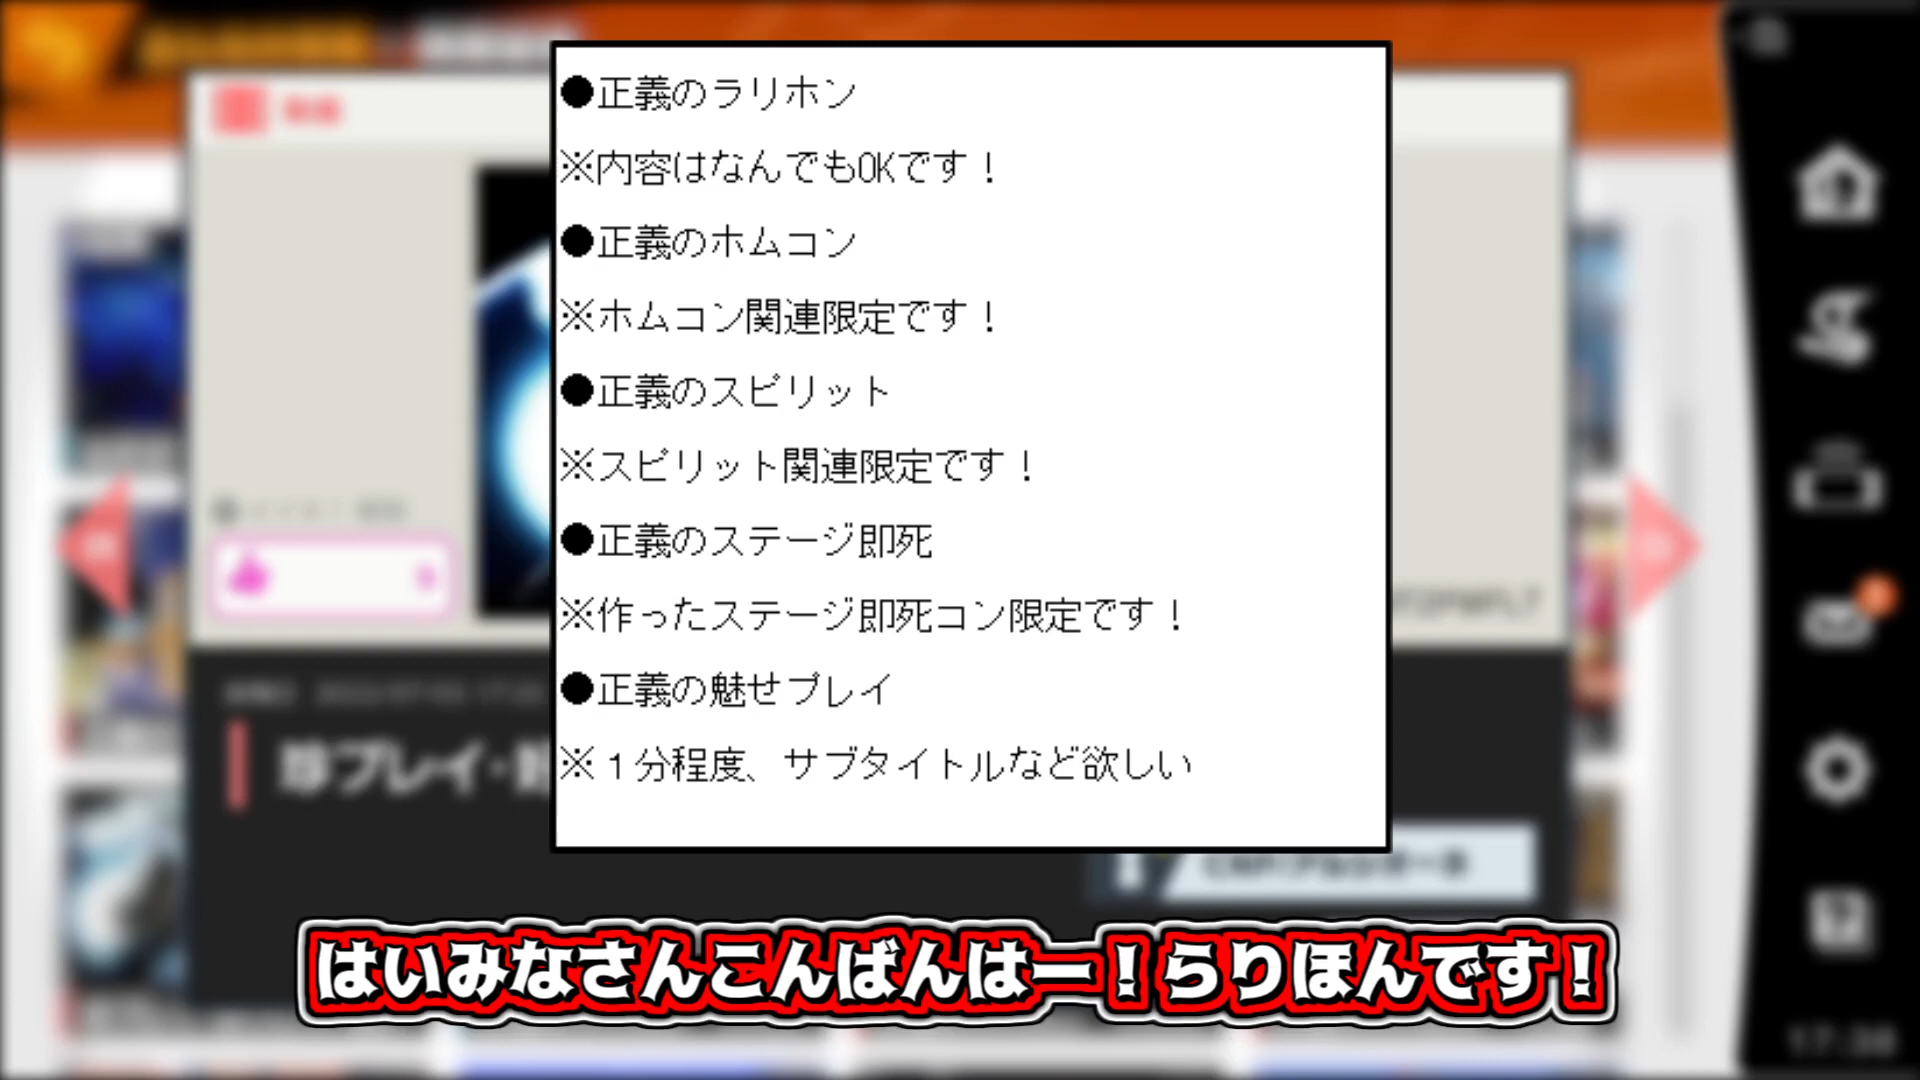 ●正義のラリホン
※内容はなんでもOKです！
●正義のホムコン
※ホムコン関連限定です！
●正義のスピリット
※スピリット関連限定です！
●正義のステージ即死
※作ったステージ即死コン限定です！
●正義の魅せプレイ
※１分程度、サブタイトルなど欲しい
珍プレイ・
はいみなさんこんばんはー！らりほんです！
17:38